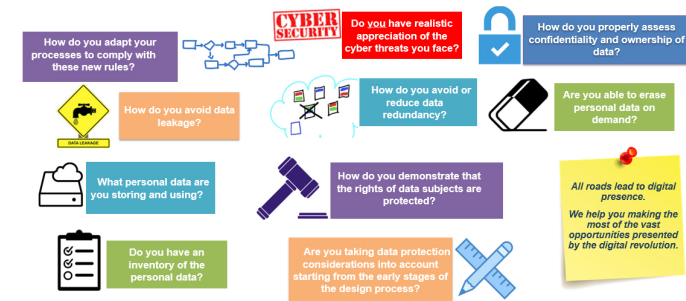 How do you adapt your
processes to comply with
these new rules?
CYBER
SECURITY
Do you have realistic
appreciation of the
cyber threats you face?
How do you properly assess
confidentiality and ownership of
data?
DATA LEAKAGE
How do you avoid data
leakage?
How do you avoid or
reduce data
redundancy?
Are you able to erase
personal data on
demand?
What personal data are
you storing and using?
How do you demonstrate that
the rights of data subjects are
protected?
All roads lead to digital
presence.
We help you making the
most of the vast
opportunities presented
by the digital revolution.
Do you have an
inventory of the
personal data?
Are you taking data protection
considerations into account
starting from the early stages of
the design process?